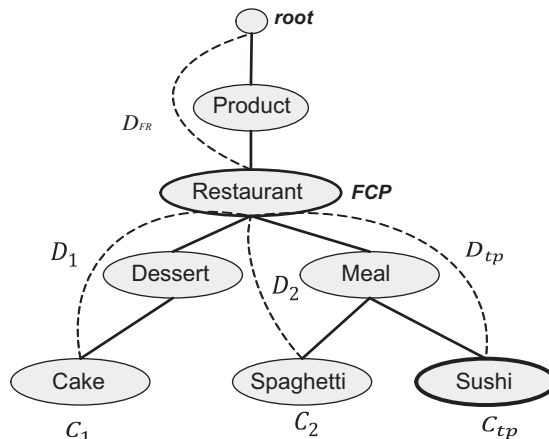 root
Product
D_FR
Restaurant
FCP
D_1
Dessert
D_2
Meal
D_tp
Cake
Spaghetti
Sushi
C_1
C_2
C_tp